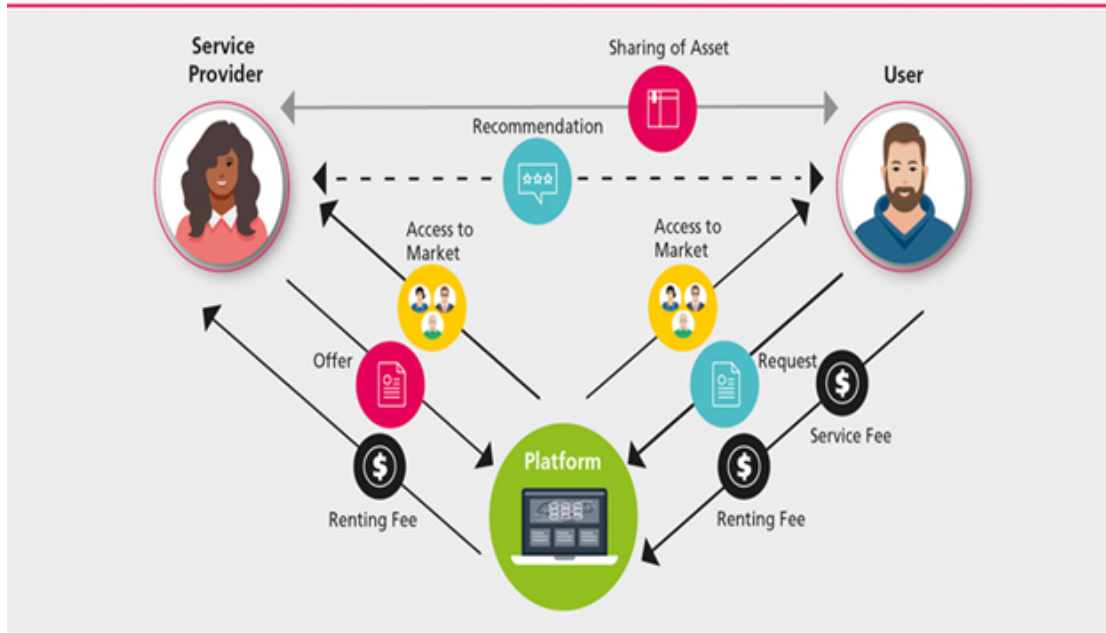 Service
Provider
Sharing of Asset
User
Recommendation
Access to
Market
Access to
Market
Offer
Request
Service Fee
Platform
Renting Fee
Renting Fee